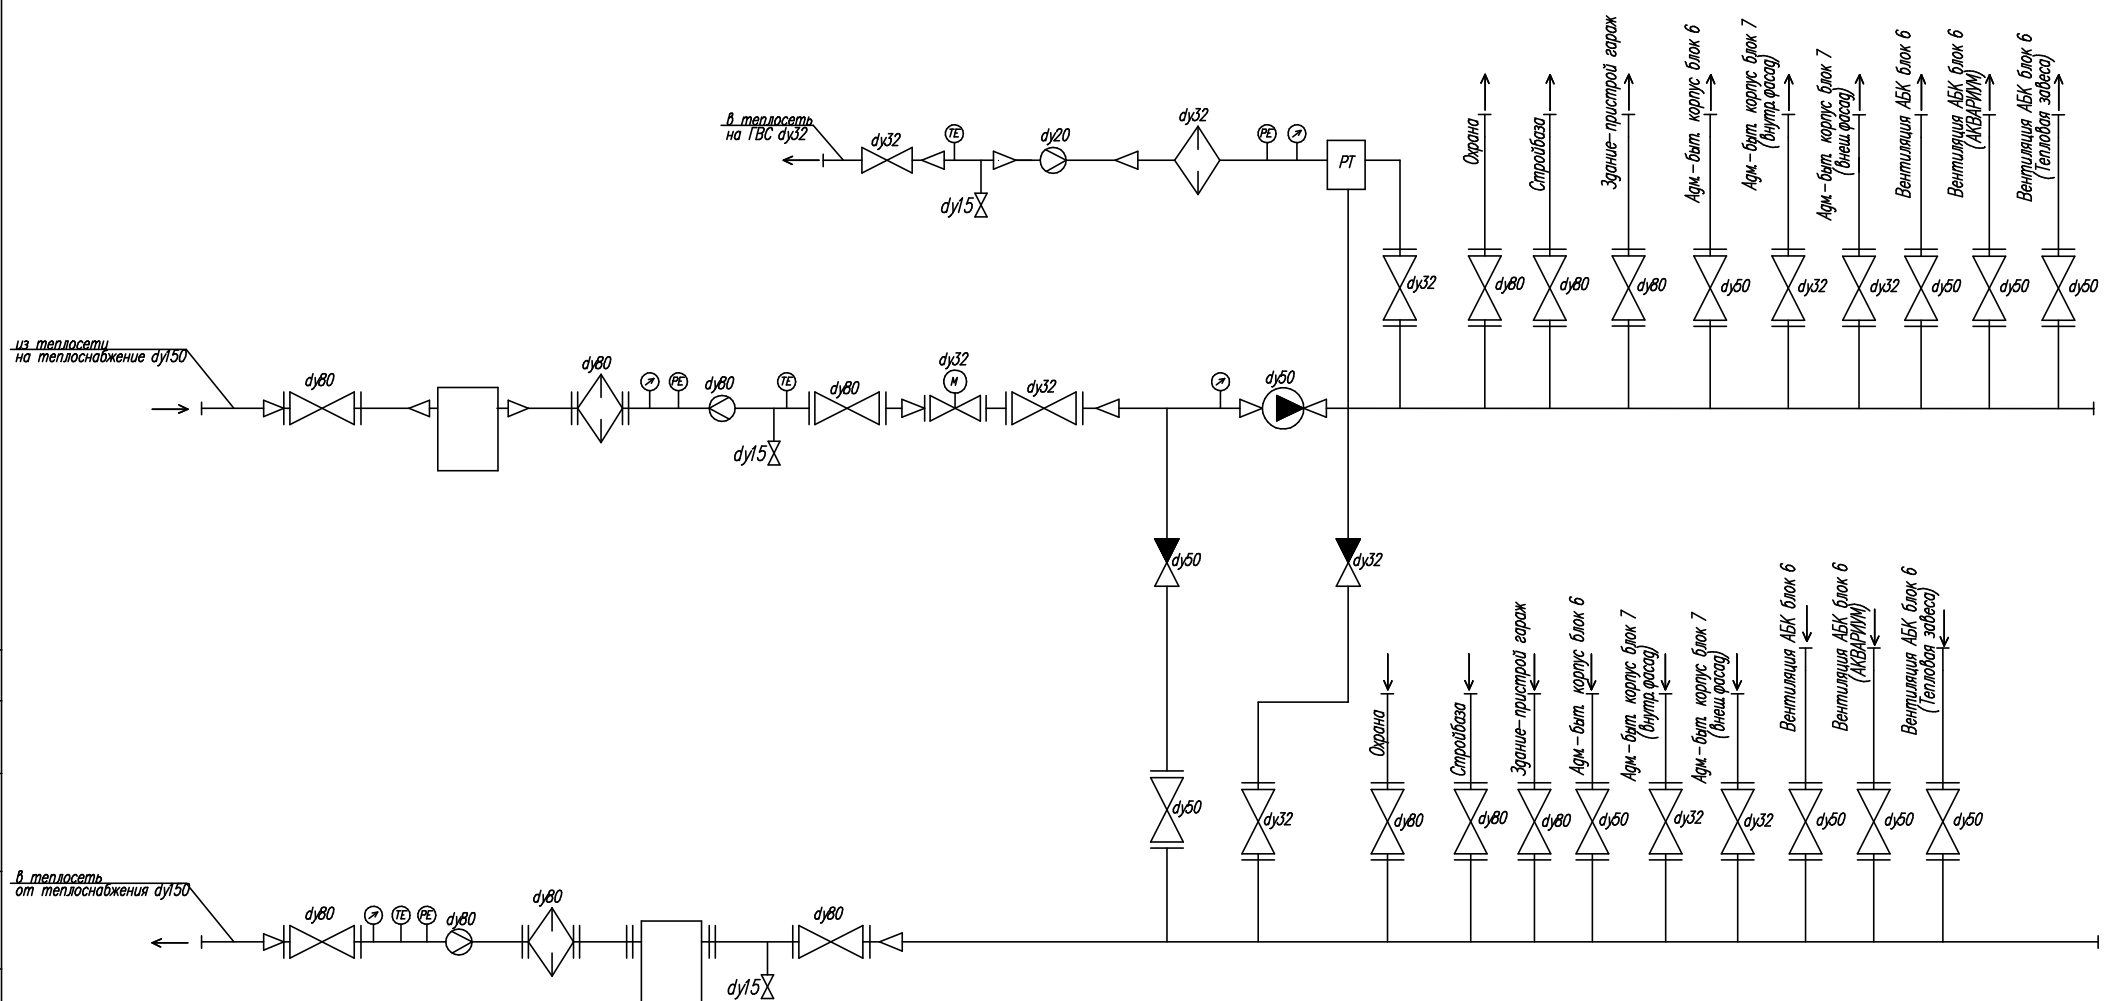 Охрана
Стройбаза
Здание-пристрой гараж
Адм.-быт. корпус блок 6
Адм.-быт. корпус блок 7
(внутр.фасад)
Адм.-быт. корпус блок 7
(внеш.фасад)
Вентиляция АБК блок 6
Вентиляция АБК блок 6
(АКВАРИУМ)
Вентиляция АБК блок 6
(Тепловая завеса)
в теплосеть
на ГВС dy32
dy32
TE
dy20
dy32
PE
РТ
dy15
dy32
dy80
dy80
dy80
dy50
dy32
dy32
dy50
dy50
dy50
из теплосети
на теплоснабжение dy150
dy80
dy80
PE
dy80
TE
dy80
dy32
М
dy32
dy50
dy15
dy50
dy32
Охрана
Стройбаза
Здание-пристрой гараж
Адм.-быт. корпус блок 6
Адм.-быт. корпус блок 7
(внутр.фасад)
Адм.-быт. корпус блок 7
(внеш.фасад)
Вентиляция АБК блок 6
Вентиляция АБК блок 6
(АКВАРИУМ)
Вентиляция АБК блок 6
(Тепловая завеса)
dy50
dy32
dy80
dy80
dy80
dy50
dy32
dy32
dy50
dy50
dy50
в теплосеть
от теплоснабжения dy150
dy80
TE
PE
dy80
dy80
dy80
dy15